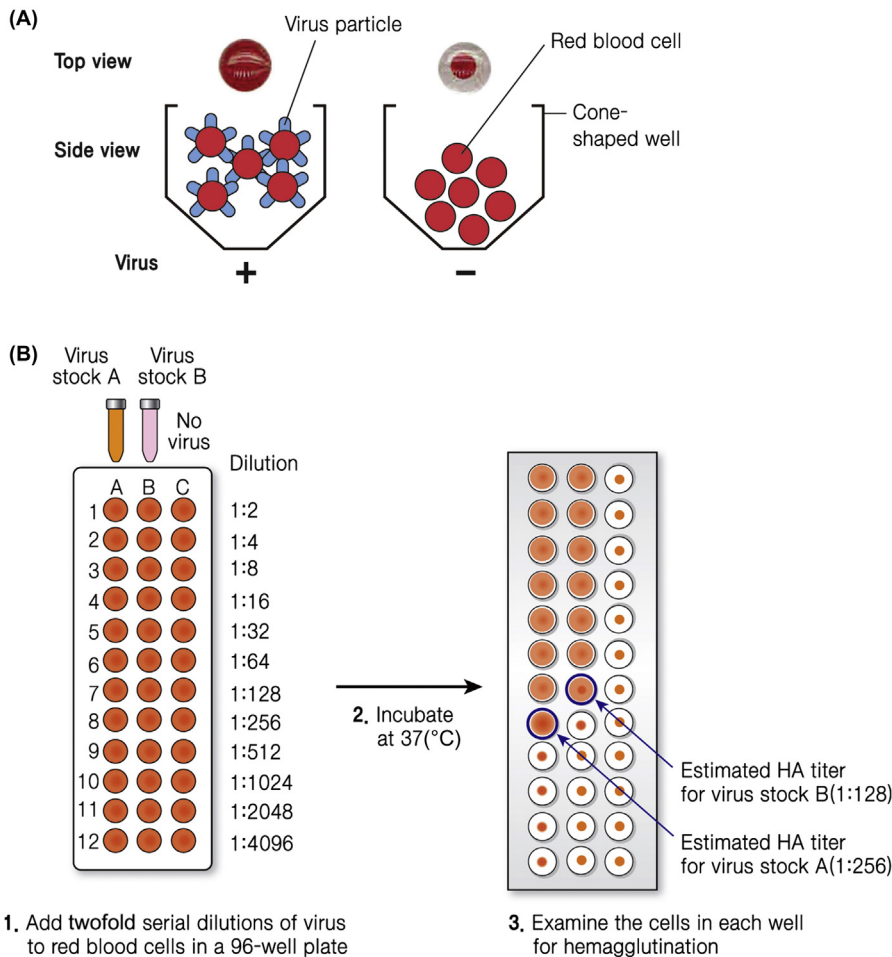 (A)
Virus particle
Top view
Red blood cell
Cone-
shaped well
Side view
Virus
+
−
(B)
Virus
stock A
Virus
stock B
No
virus
Dilution
A B C
1 1:2
2 1:4
3 1:8
4 1:16
5 1:32
6 1:64
7 1:128
8 1:256
9 1:512
10 1:1024
11 1:2048
12 1:4096
2. Incubate
at 37(°C)
Estimated HA titer
for virus stock B(1:128)
Estimated HA titer
for virus stock A(1:256)
1. Add twofold serial dilutions of virus
to red blood cells in a 96-well plate
3. Examine the cells in each well
for hemagglutination